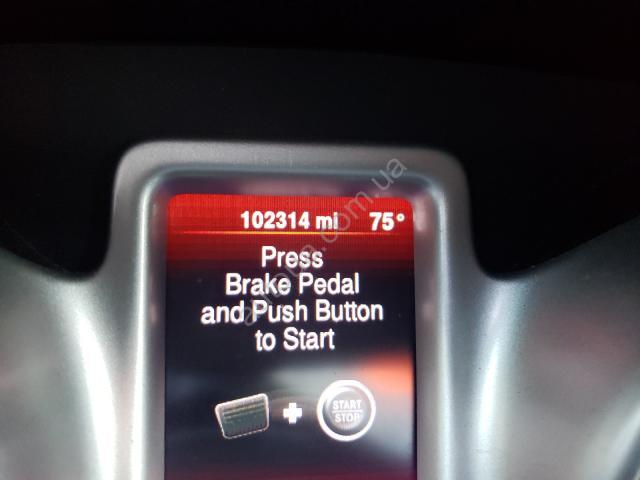 102314 mi 75°
Press
Brake Pedal
and Push Button
to Start
START
STOP